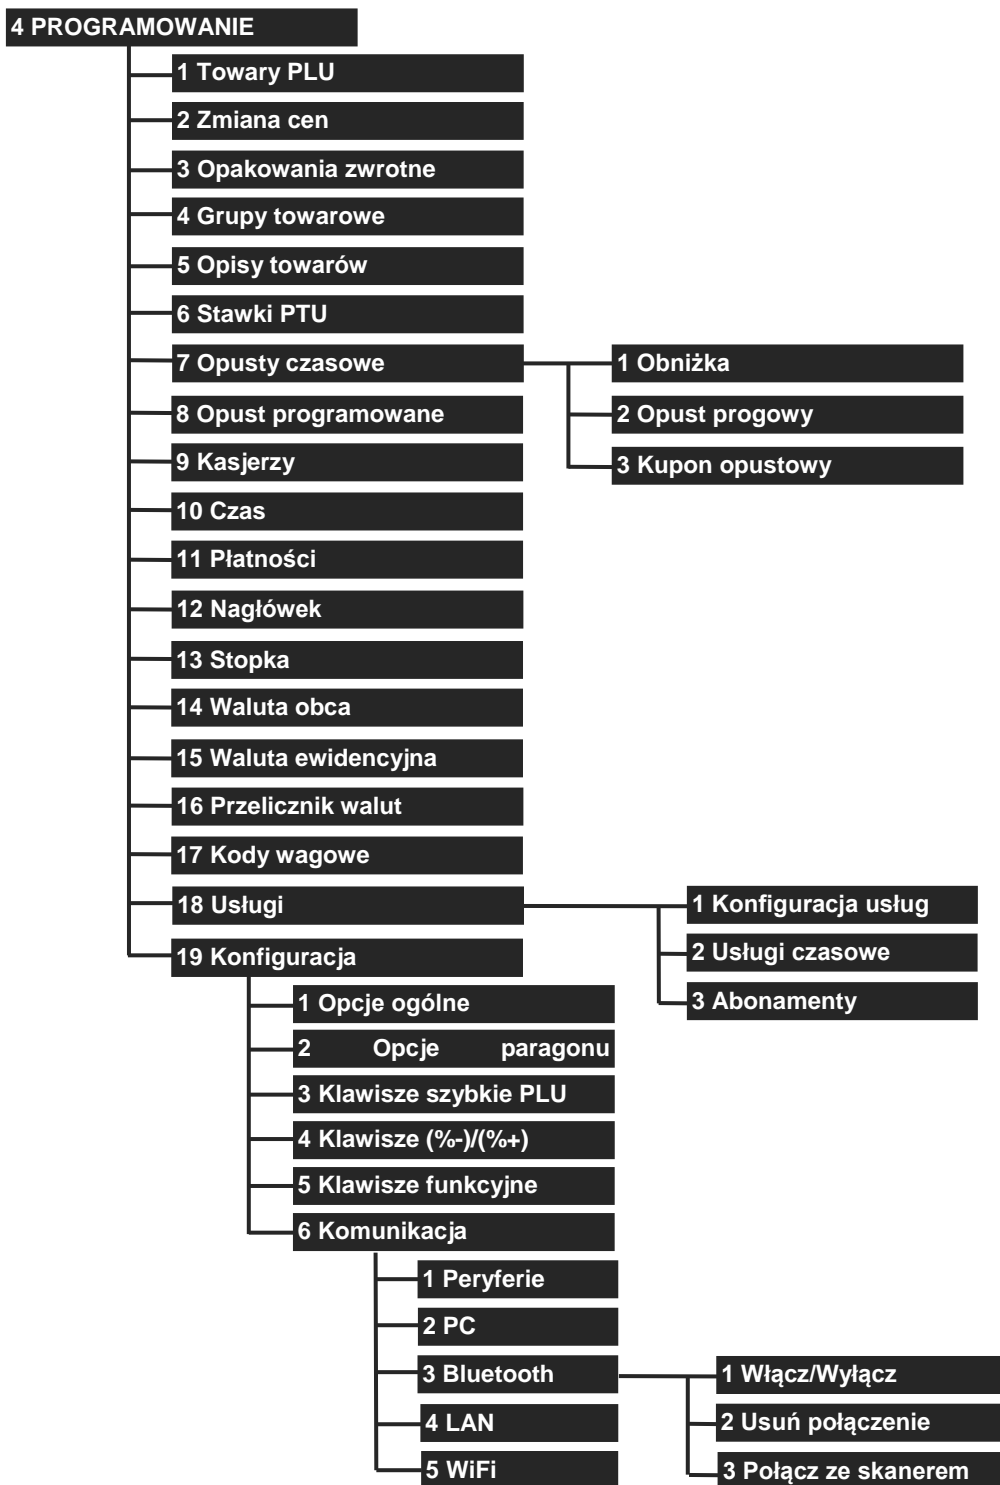 4 PROGRAMOWANIE
1 Towary PLU
2 Zmiana cen
3 Opakowania zwrotne
4 Grupy towarowe
5 Opisy towarów
6 Stawki PTU
7 Opusty czasowe
1 Obniżka
2 Opust progowy
3 Kupon opustowy
8 Opust programowane
9 Kasjerzy
10 Czas
11 Płatności
12 Nagłówek
13 Stopka
14 Waluta obca
15 Waluta ewidencyjna
16 Przelicznik walut
17 Kody wagowe
18 Usługi
1 Konfiguracja usług
2 Usługi czasowe
3 Abonamenty
19 Konfiguracja
1 Opcje ogólne
2 Opcje paragonu
3 Klawisze szybkie PLU
4 Klawisze (%-)/(%+)
5 Klawisze funkcyjne
6 Komunikacja
1 Peryferie
2 PC
3 Bluetooth
1 Włącz/Wyłącz
2 Usuń połączenie
3 Połącz ze skanerem
4 LAN
5 WiFi